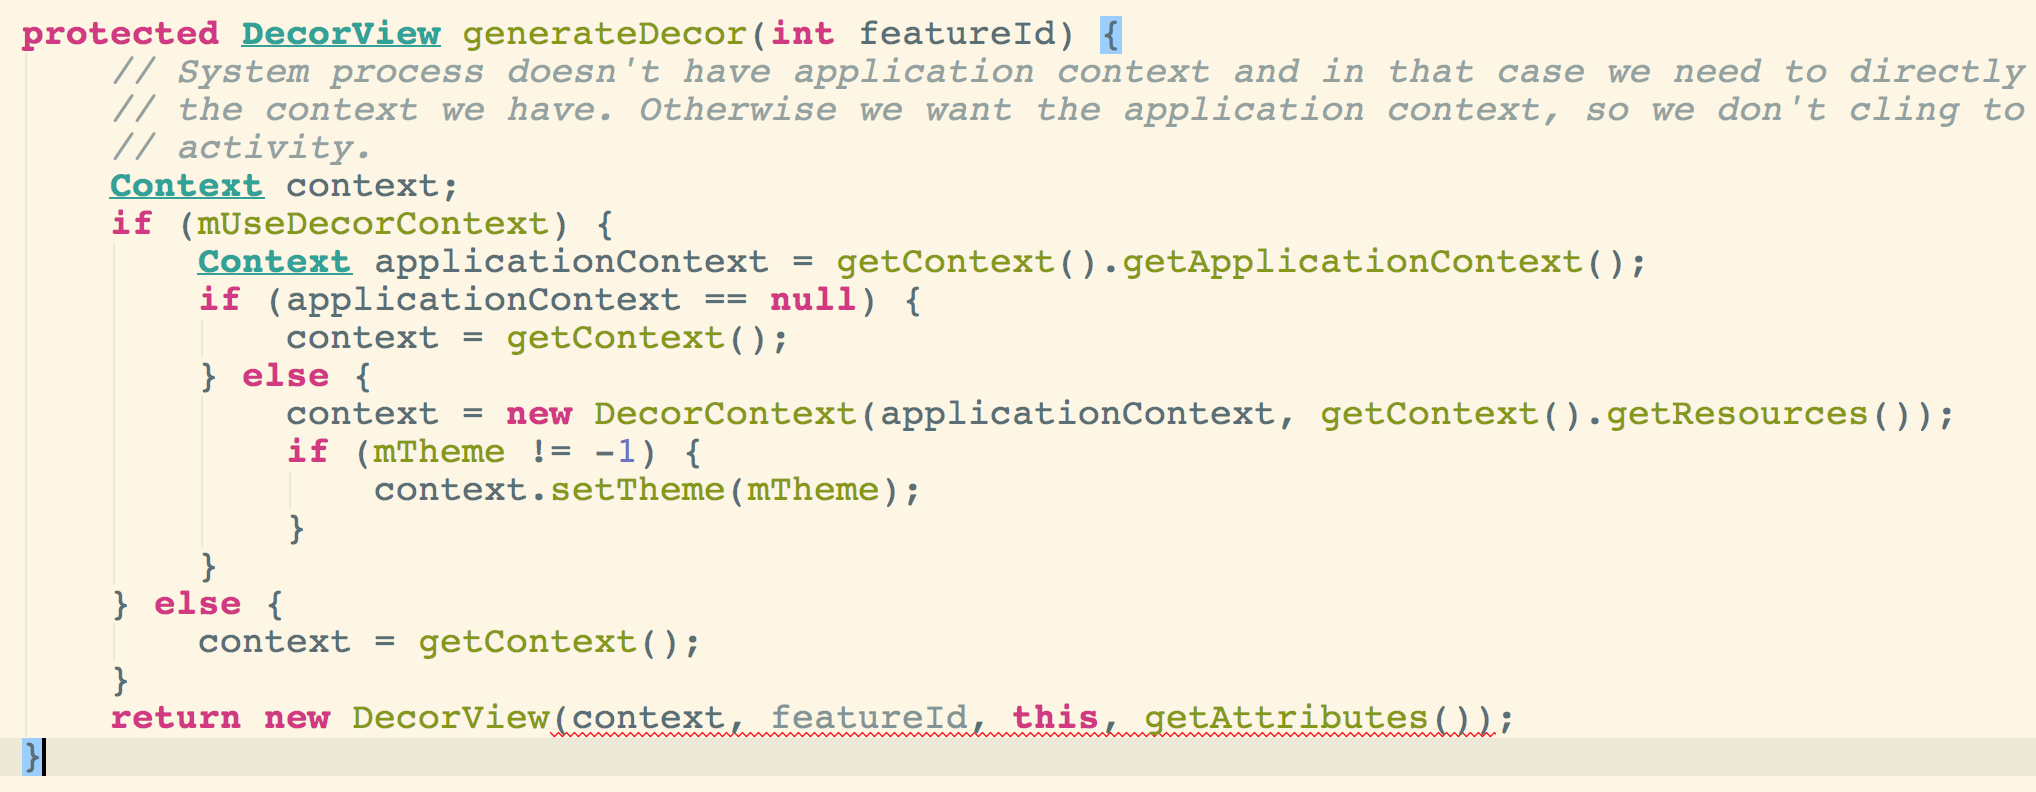 protected DecorView generateDecor(int featureId) {
    // System process doesn't have application context and in that case we need to directly
    // the context we have. Otherwise we want the application context, so we don't cling to
    // activity.
    Context context;
    if (mUseDecorContext) {
        Context applicationContext = getContext().getApplicationContext();
        if (applicationContext == null) {
            context = getContext();
        } else {
            context = new DecorContext(applicationContext, getContext().getResources());
            if (mTheme != -1) {
                context.setTheme(mTheme);
            }
        }
    } else {
        context = getContext();
    }
    return new DecorView(context, featureId, this, getAttributes());
}